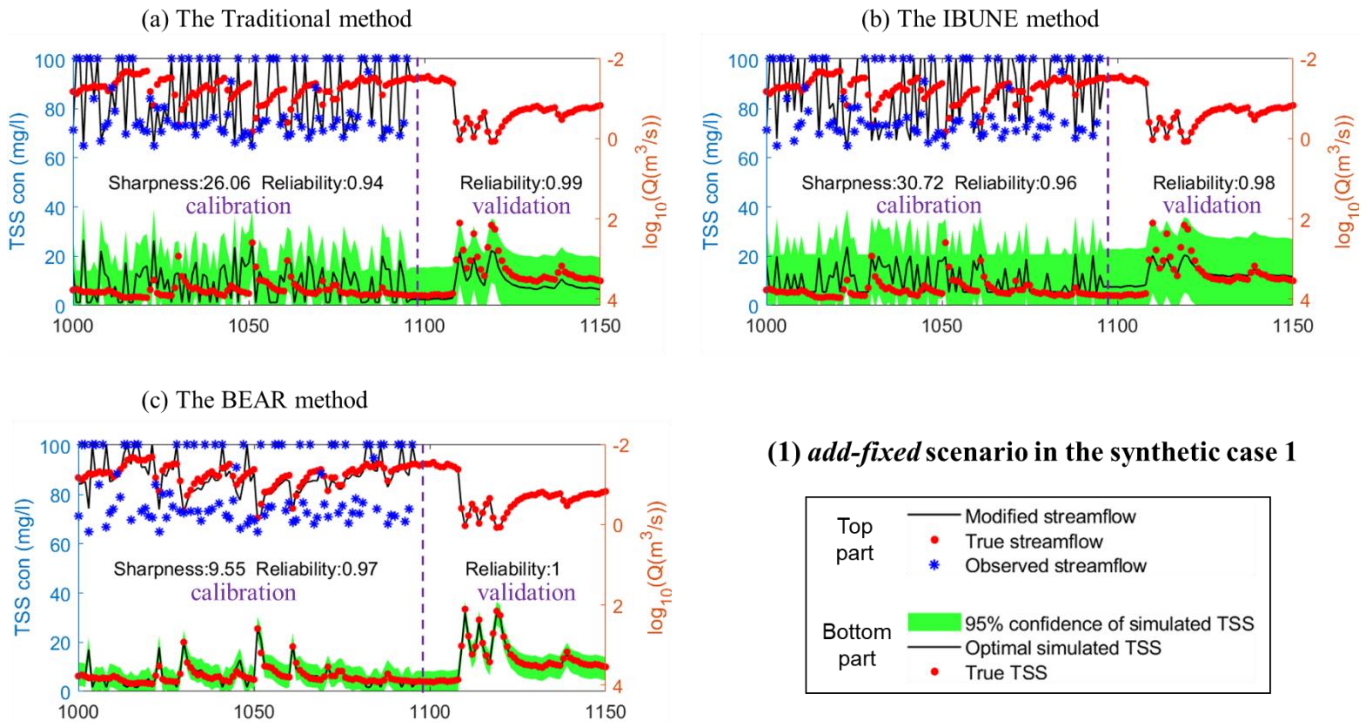 (a) The Traditional method
100
80
60
40
20
0
TSS con (mg/l)
-2
0
2
4
log₁₀(Q(m³/s))
Sharpness:26.06 Reliability:0.94
calibration
Reliability:0.99
validation
1000 1050 1100 1150
(b) The IBUNE method
100
80
60
40
20
0
TSS con (mg/l)
-2
0
2
4
log₁₀(Q(m³/s))
Sharpness:30.72 Reliability:0.96
calibration
Reliability:0.98
validation
1000 1050 1100 1150
(c) The BEAR method
100
80
60
40
20
0
TSS con (mg/l)
-2
0
2
4
log₁₀(Q(m³/s))
Sharpness:9.55 Reliability:0.97
calibration
Reliability:1
validation
1000 1050 1100 1150
(1) add-fixed scenario in the synthetic case 1
Top
part
Modified streamflow
True streamflow
Observed streamflow
Bottom
part
95% confidence of simulated TSS
Optimal simulated TSS
True TSS